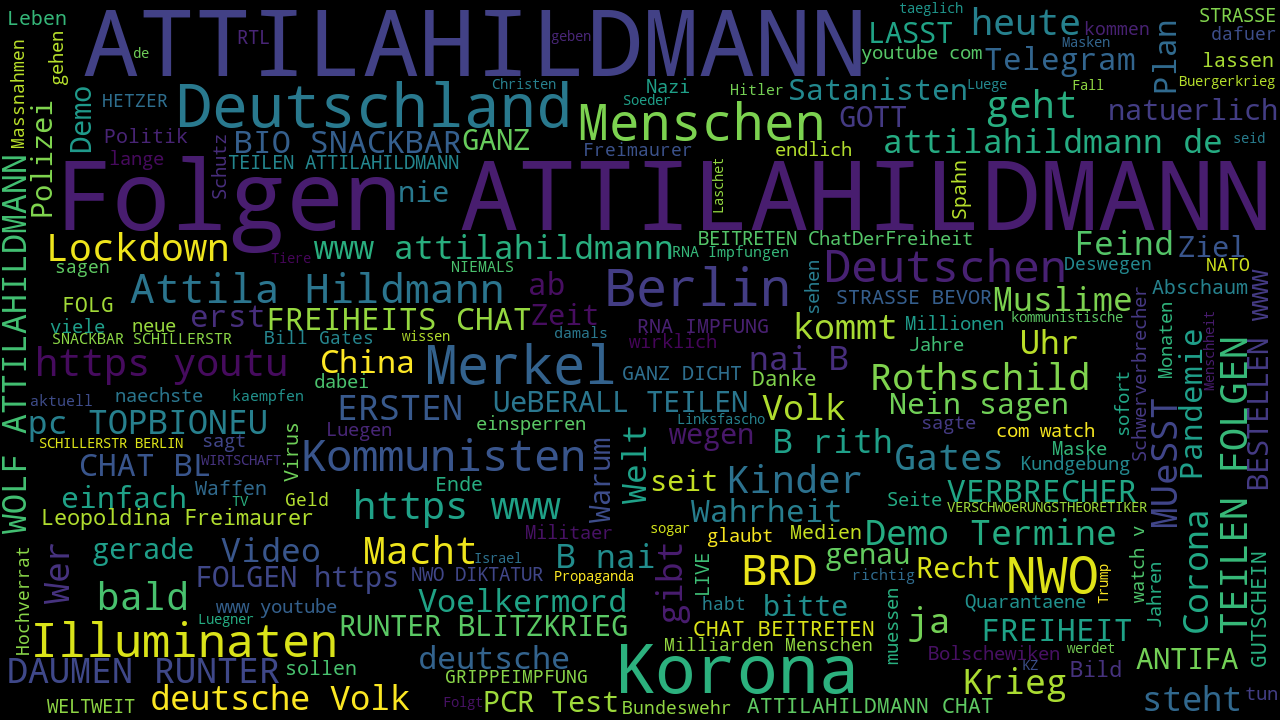 Leben
ATTILAHILDMANN
de
RTL
geben
taeglich
LASST
heute
kommen
STRASSE
dafuer
youtube com
Masken
Telegram
Plan
lassen
Massnahmen
gehen
Demo
HETZER
Deutschland
Christen
Nazi
Soeder
Hitler
Satanisten
Luege
Fall
Buergerkrieg
geht
natuerlich
Menschen
GOTT
Polizei
Politik
BIO SNACKBAR
GANZ
Freimaurer
endlich
attilahildmann de
seid
lange
Schutz
TEILEN ATTILAHILDMANN
Folgen ATTILAHILDMANN
nie
Laschet
Spahn
WOLF ATTILAHILDMANN
Lockdown
www attilahildmann
BEITRETEN ChatDerFreiheit
Feind
Ziel
sagen
Tiere
NIEMALS
RNA Impfungen
Deutschen
Deswegen
NATO
Attila Hildmann
ab
Berlin
sehen
STRASSE BEVOR
Muslime
Abschaum
www
FOLG
erst
FREIHEITS CHAT
Zeit
viele
neue
damals
RNA IMPFUNG
kommt
Millionen
kommunistische
SNACKBAR SCHILLERSTR
Bill Gates
wissen
wirklich
Jahre
Uhr
Schwerverbrecher
Monaten
Pandemie
Menschheit
https youtu
China
Merkel
nai B
dabei
GANZ DICHT
Danke
Rothschild
aktuell
naechste
kaempfen
ERSTEN
UeBERALL TEILEN
Volk
Nein sagen
sofort
BESTELLEN
TEILEN FOLGEN
pc TOPBIONEU
Luegen
einsperren
Linksfascho
sagte
com watch
MUeSST
SCHILLERSTR BERLIN
sagt
Virus
wegen
B rith
Maske
CHAT BL
WIRTSCHAFT
Kommunisten
Warum
Welt
Gates
Kundgebung
Waffen
TV
Geld
Ende
seit
Kinder
einfach
https www
Wahrheit
Seite
VERBRECHER
VERSCHWOeRUNGSTHEORETIKER
Leopoldina Freimaurer
Militaer
sogar
glaubt
Medien
Demo Termine
Corona
Hochverrat
Wer
gerade
Video
Macht
Israel
B nai
gibt
LIVE
BRD
genau
Recht
NWO
Trump
watch v
Jahren
GUTSCHEIN
FOLGEN https
NWO DIKTATUR
Propaganda
richtig
bald
www youtube
Luegner
Voelkermord
habt
bitte
muessen
Quarantaene
ja
FREIHEIT
Illuminaten
RUNTER BLITZKRIEG
CHAT BEITRETEN
Milliarden Menschen
Bolschewiken
werdet
ANTIFA
DAUMEN RUNTER
sollen
deutsche
GRIPPEIMPFUNG
Korona
KZ
Bild
Krieg
WELTWEIT
deutsche Volk
Folgt
PCR Test
Bundeswehr
ATTILAHILDMANN CHAT
steht
tun